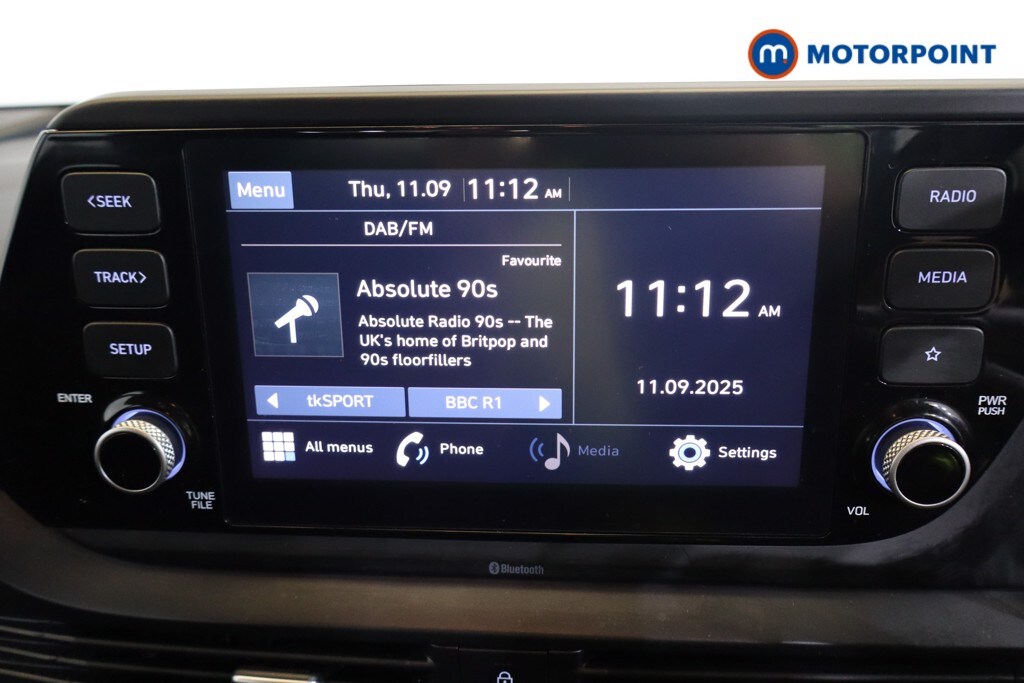 MOTORPOINT
<SEEK
TRACK>
SETUP
ENTER
TUNE
FILE
Menu
Thu, 11.09
11:12 AM
DAB/FM
Favourite
Absolute 90s
Absolute Radio 90s -- The
UK's home of Britpop and
90s floorfillers
tkSPORT
BBC R1
11:12 AM
11.09.2025
All menus
Phone
Media
Settings
RADIO
MEDIA
PWR
PUSH
VOL
Bluetooth